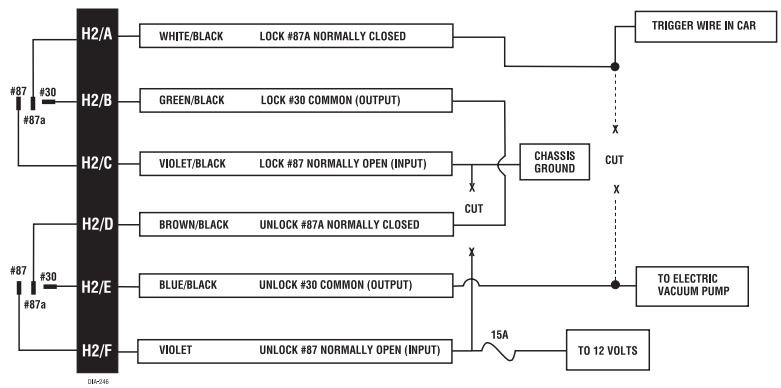 TRIGGER WIRE IN CAR
H2/A WHITE/BLACK LOCK #87A NORMALLY CLOSED
#87 #30
#87a
H2/B GREEN/BLACK LOCK #30 COMMON (OUTPUT)
X
CUT
X
H2/C VIOLET/BLACK LOCK #87 NORMALLY OPEN (INPUT)
CHASSIS
GROUND
X
CUT
X
H2/D BROWN/BLACK UNLOCK #87A NORMALLY CLOSED
#87 #30
#87a
H2/E BLUE/BLACK UNLOCK #30 COMMON (OUTPUT)
TO ELECTRIC
VACUUM PUMP
15A
H2/F VIOLET UNLOCK #87 NORMALLY OPEN (INPUT)
TO 12 VOLTS
DIA-246